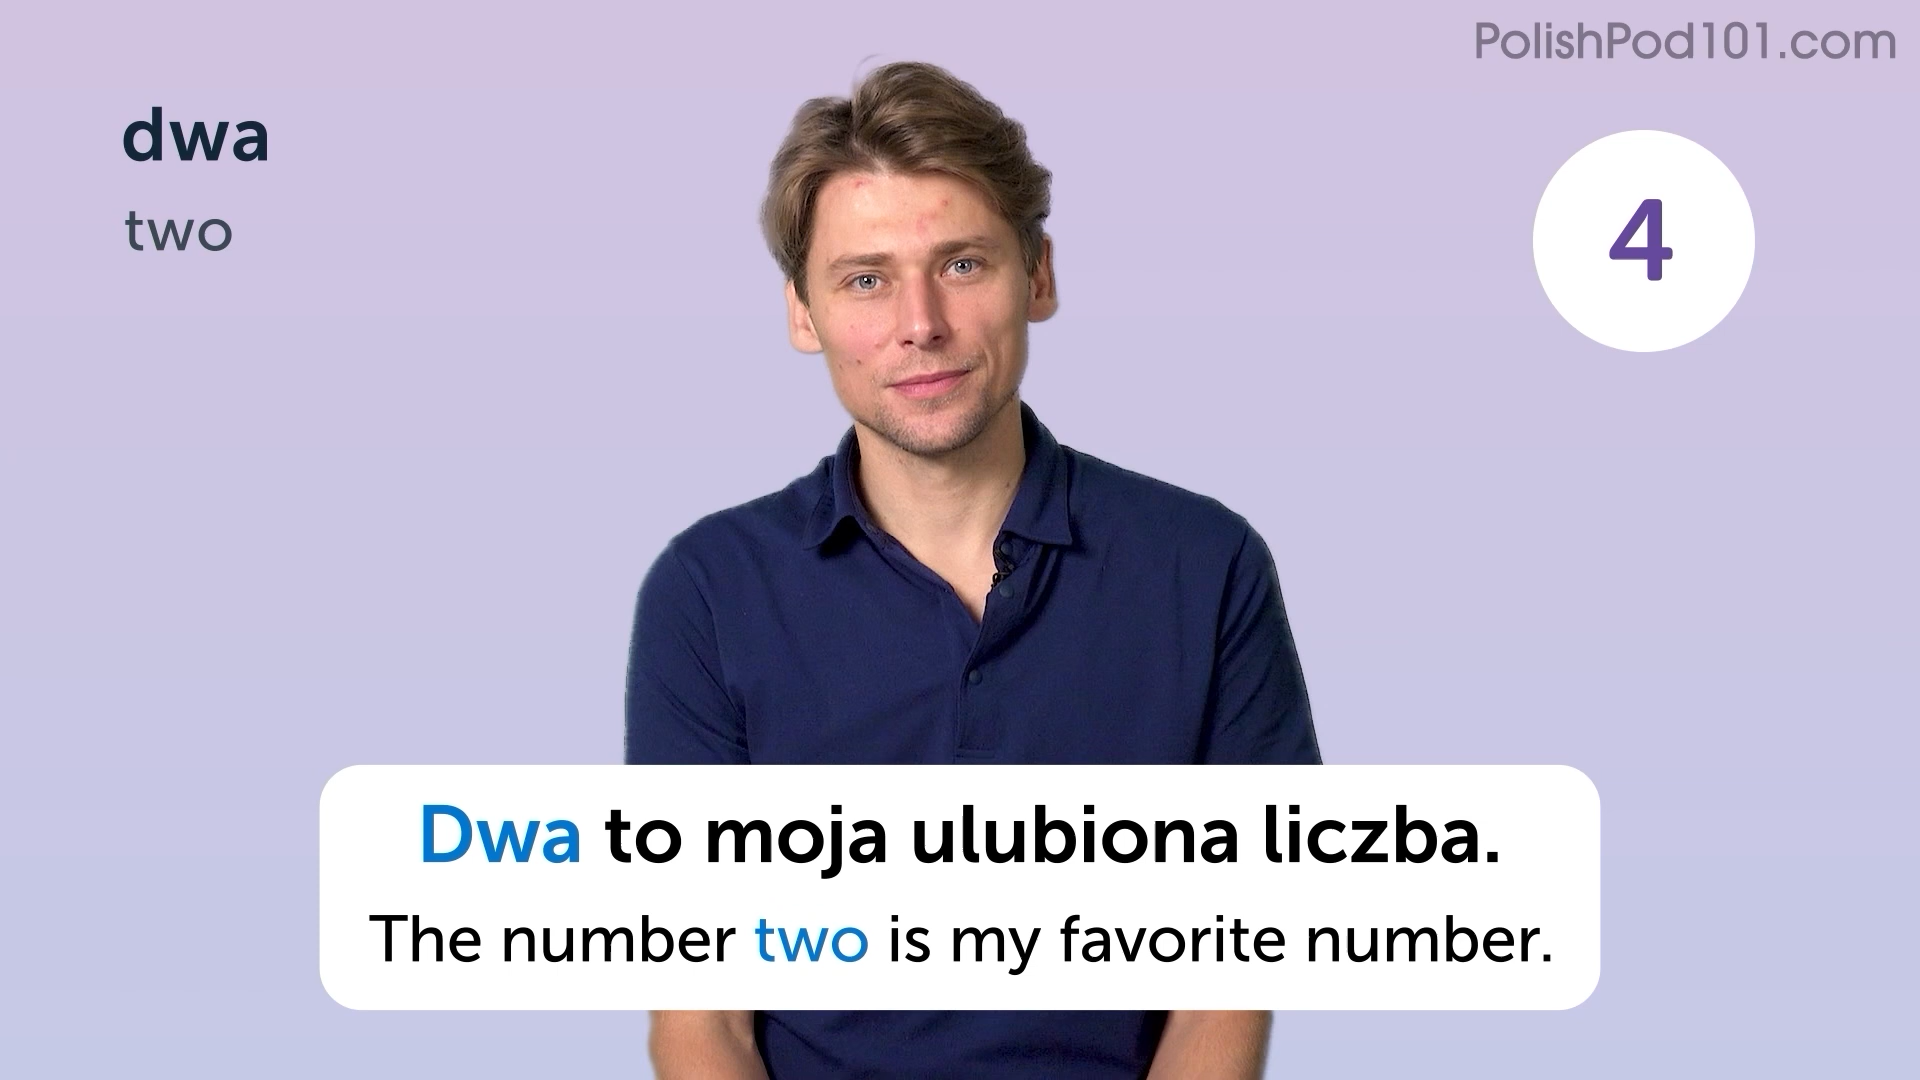 PolishPod101.com
dwa
two
4
Dwa to moja ulubiona liczba.
The number two is my favorite number.